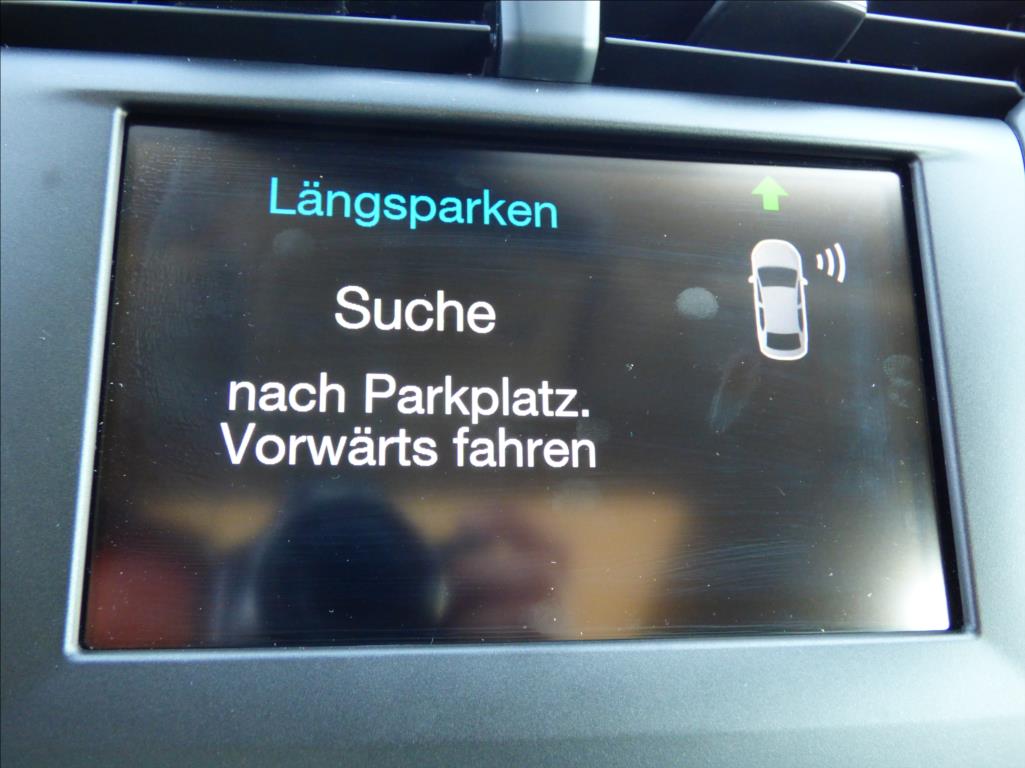 Längsparken
Suche
nach Parkplatz.
Vorwärts fahren